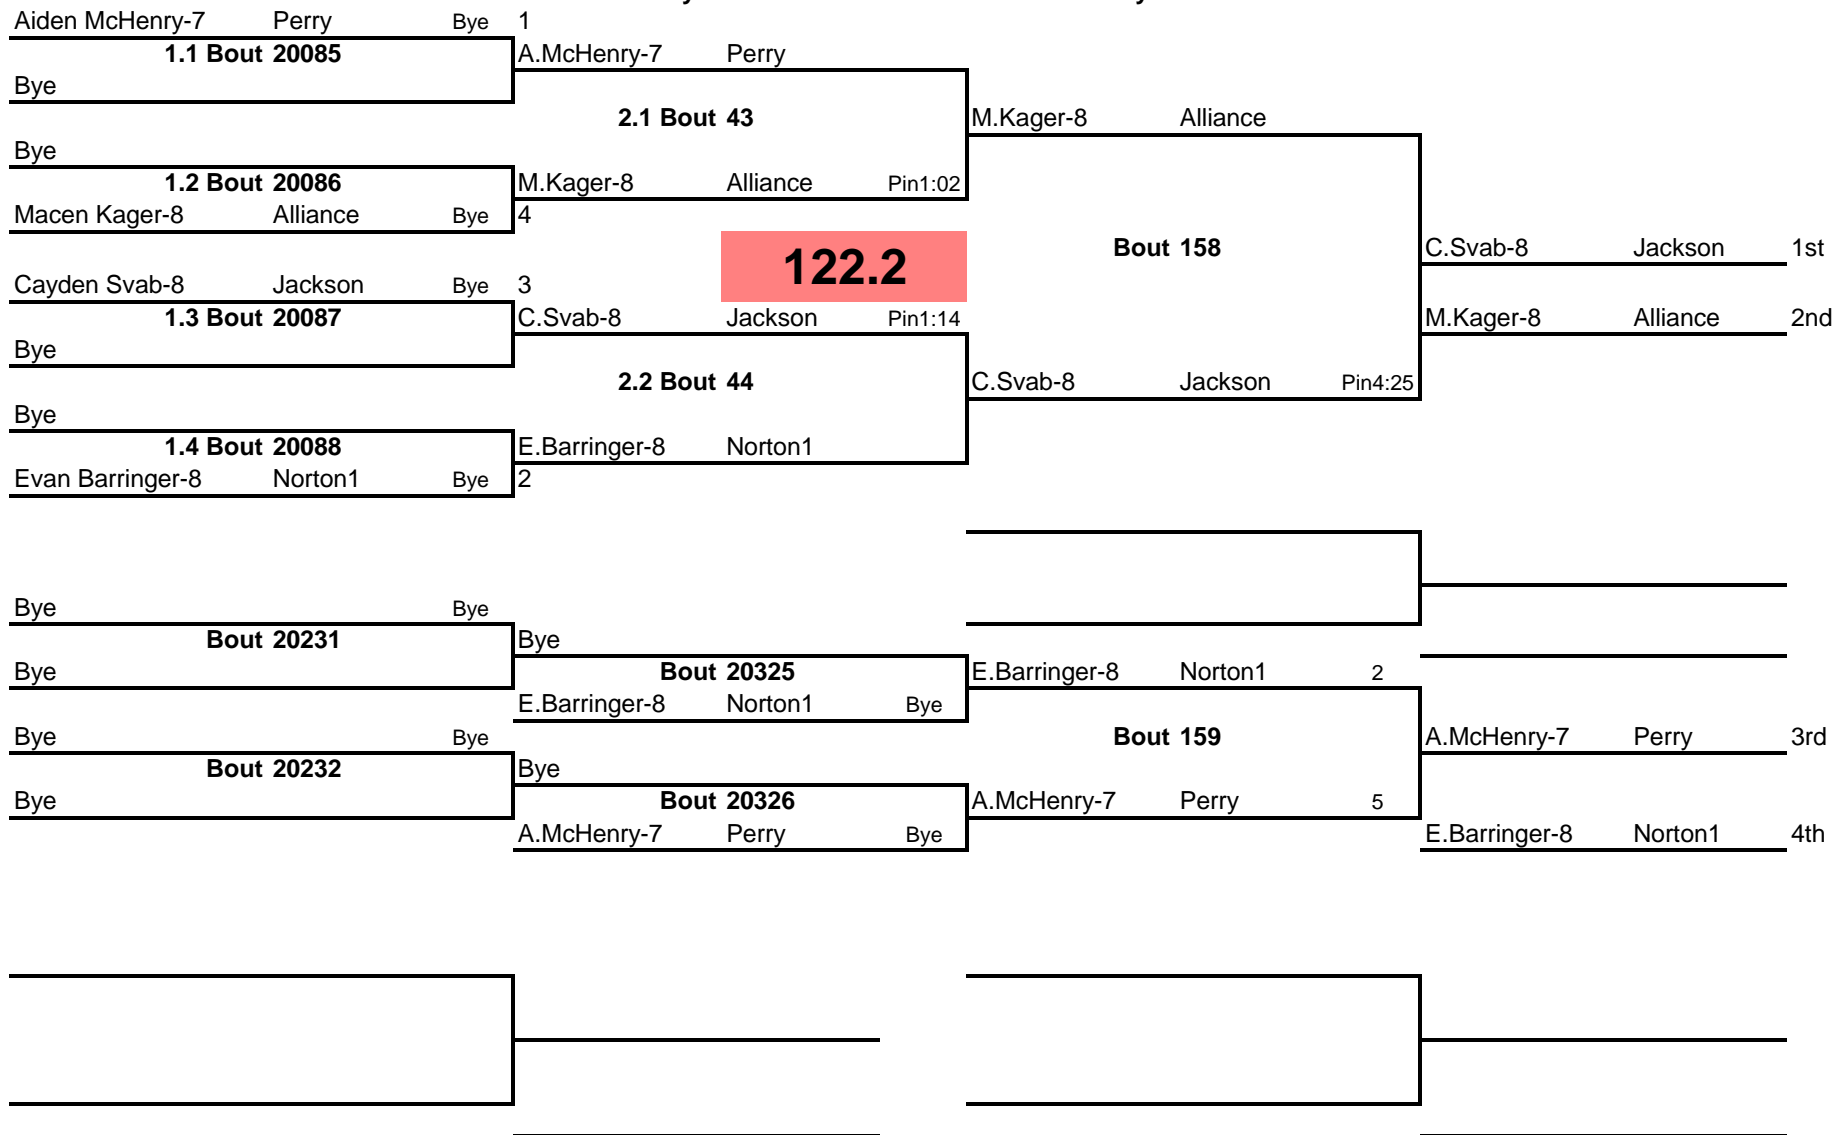 Aiden McHenry-7 Perry Bye 1
1.1 Bout 20085 A.McHenry-7 Perry
Bye
2.1 Bout 43 M.Kager-8 Alliance
Bye
1.2 Bout 20086 M.Kager-8 Alliance Pin1:02
Macen Kager-8 Alliance Bye 4
122.2
Bout 158 C.Svab-8 Jackson 1st
Cayden Svab-8 Jackson Bye 3
1.3 Bout 20087 C.Svab-8 Jackson Pin1:14 M.Kager-8 Alliance 2nd
Bye
2.2 Bout 44 C.Svab-8 Jackson Pin4:25
Bye
1.4 Bout 20088 E.Barringer-8 Norton1
Evan Barringer-8 Norton1 Bye 2
Bye Bye
Bout 20231 Bye
Bye Bout 20325 E.Barringer-8 Norton1 2
E.Barringer-8 Norton1 Bye
Bye Bye Bout 159 A.McHenry-7 Perry 3rd
Bout 20232 Bye
Bye Bout 20326 A.McHenry-7 Perry 5
A.McHenry-7 Perry Bye E.Barringer-8 Norton1 4th